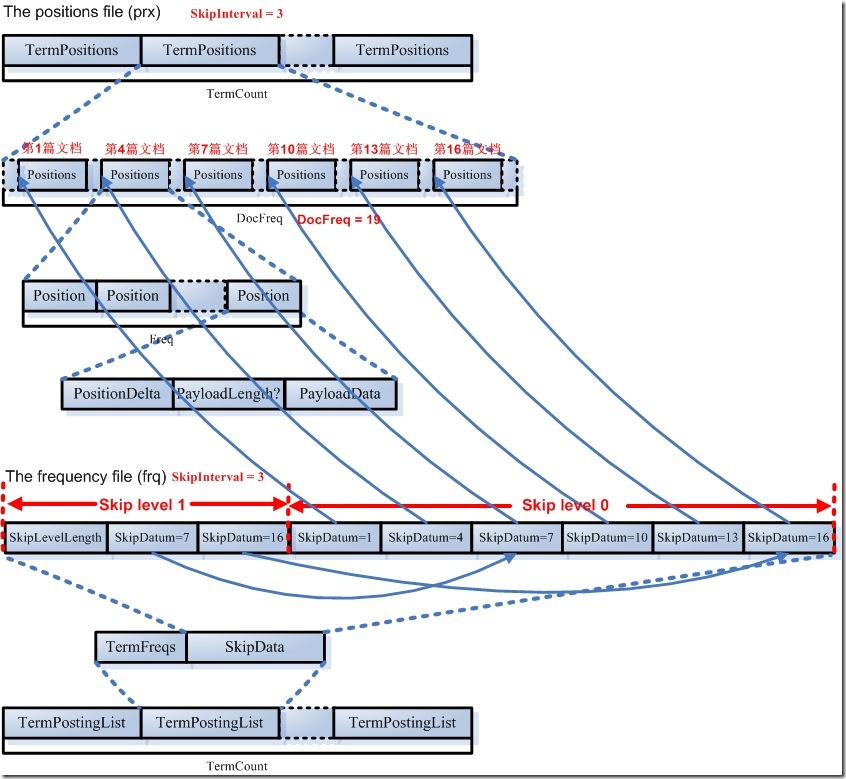 The positions file (prx) SkipInterval = 3
TermPositions TermPositions TermPositions
TermCount
第1篇文档 第4篇文档 第7篇文档 第10篇文档 第13篇文档 第16篇文档
Positions Positions Positions Positions Positions Positions
DocFreq DocFreq = 19
Position Position Position
Freq
PositionDelta PayloadLength? PayloadData
The frequency file (frq) SkipInterval = 3
Skip level 1 Skip level 0
SkipLevelLength SkipDatum=7 SkipDatum=16 SkipDatum=1 SkipDatum=4 SkipDatum=7 SkipDatum=10 SkipDatum=13 SkipDatum=16
TermFreqs SkipData
TermPostingList TermPostingList TermPostingList
TermCount